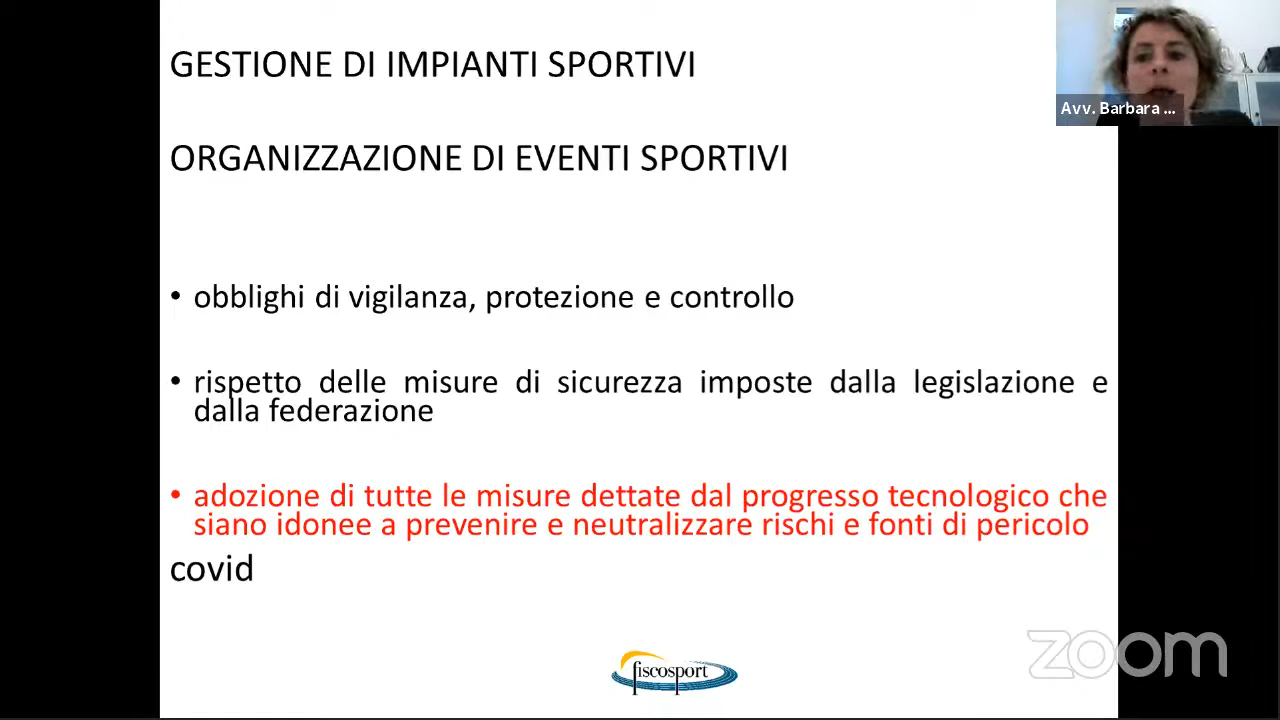 GESTIONE DI IMPIANTI SPORTIVI
Avv. Barbara ...
ORGANIZZAZIONE DI EVENTI SPORTIVI
• obblighi di vigilanza, protezione e controllo
• rispetto delle misure di sicurezza imposte dalla legislazione e
dalla federazione
• adozione di tutte le misure dettate dal progresso tecnologico che
siano idonee a prevenire e neutralizzare rischi e fonti di pericolo
covid
fiscosport
zoom